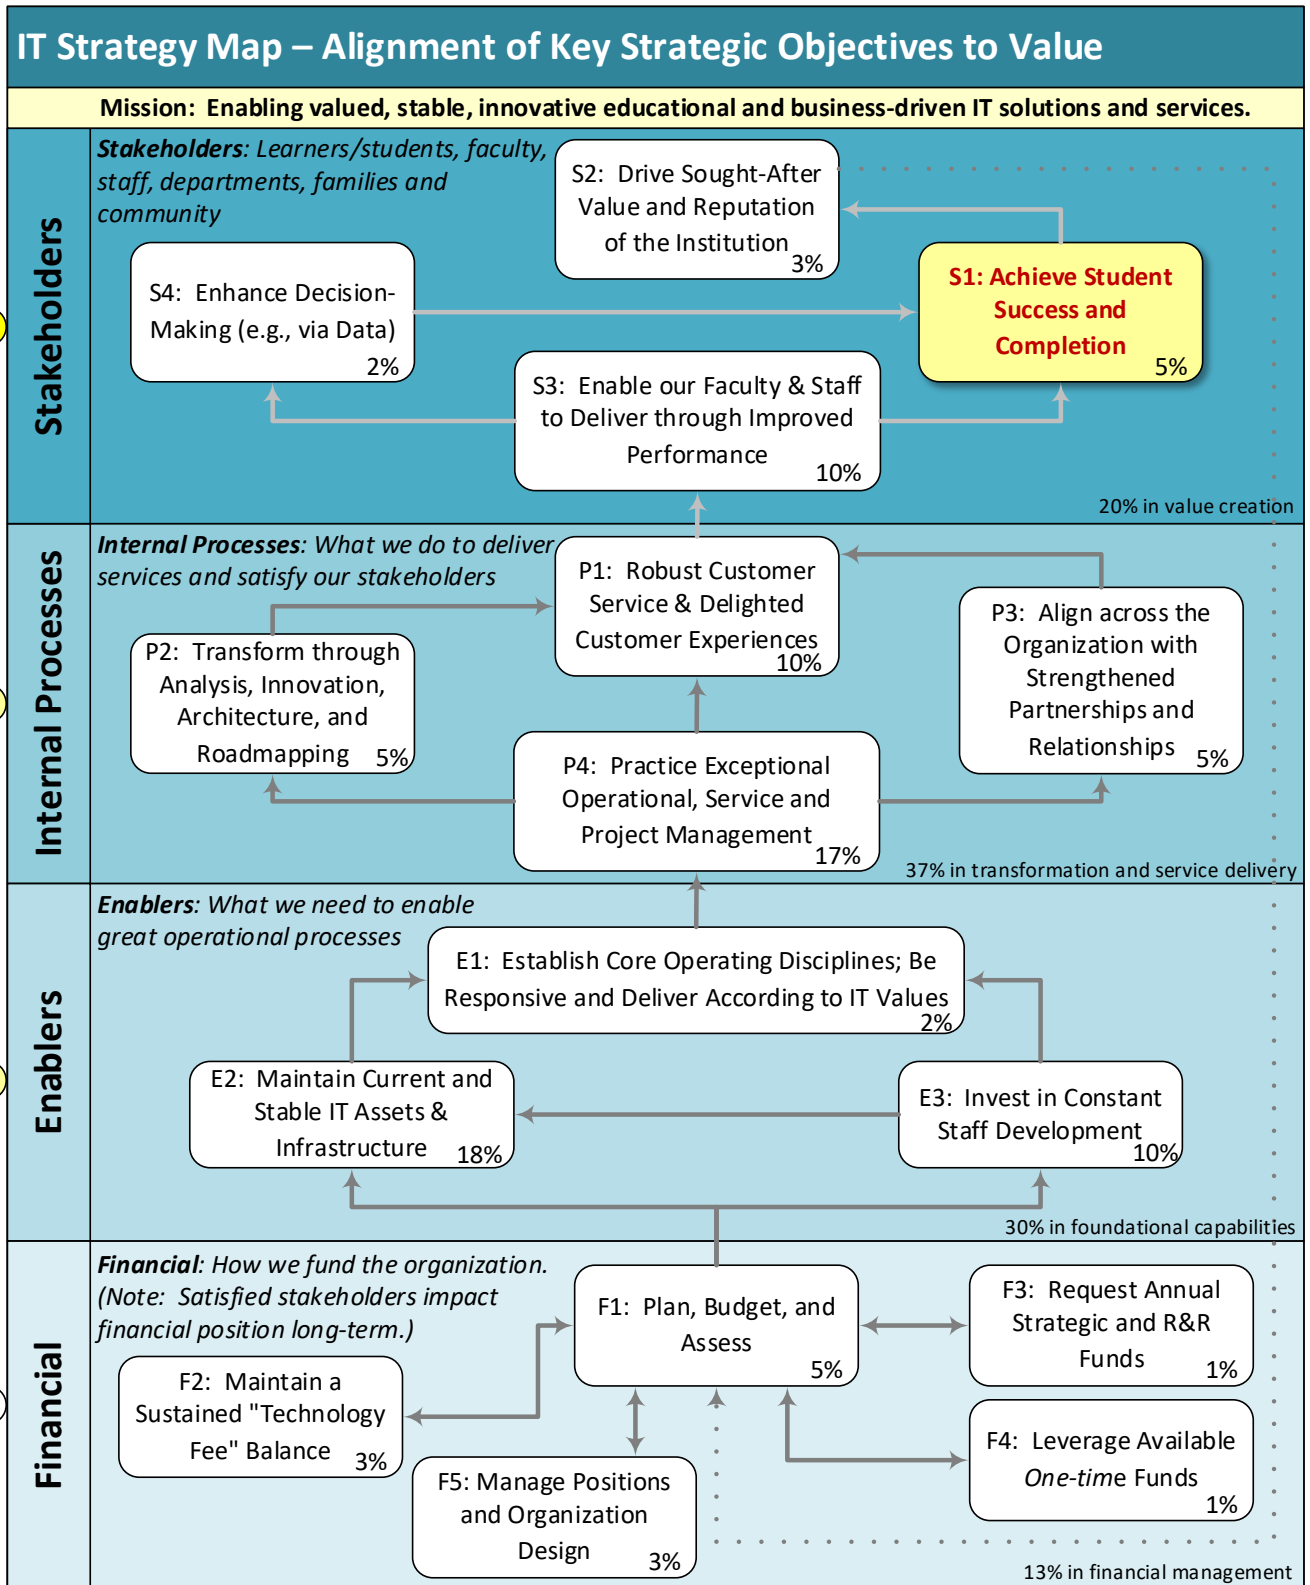 IT Strategy Map – Alignment of Key Strategic Objectives to Value
Mission:  Enabling valued, stable, innovative educational and business-driven IT solutions and services.
Stakeholders
Stakeholders: Learners/students, faculty,
staff, departments, families and
community
S2:  Drive Sought-After
Value and Reputation
of the Institution
3%
S4:  Enhance Decision-
Making (e.g., via Data)
2%
S1: Achieve Student
Success and
Completion
5%
S3:  Enable our Faculty & Staff
to Deliver through Improved
Performance
10%
20% in value creation
Internal Processes
Internal Processes: What we do to deliver
services and satisfy our stakeholders
P1:  Robust Customer
Service & Delighted
Customer Experiences
10%
P2:  Transform through
Analysis, Innovation,
Architecture, and
Roadmapping
5%
P3:  Align across the
Organization with
Strengthened
Partnerships and
Relationships
5%
P4:  Practice Exceptional
Operational, Service and
Project Management
17%
37% in transformation and service delivery
Enablers
Enablers: What we need to enable
great operational processes
E1:  Establish Core Operating Disciplines; Be
Responsive and Deliver According to IT Values
2%
E2:  Maintain Current and
Stable IT Assets &
Infrastructure
18%
E3:  Invest in Constant
Staff Development
10%
30% in foundational capabilities
Financial
Financial: How we fund the organization.
(Note:  Satisfied stakeholders impact
financial position long-term.)
F1:  Plan, Budget, and
Assess
5%
F3:  Request Annual
Strategic and R&R
Funds
1%
F2:  Maintain a
Sustained "Technology
Fee" Balance
3%
F4:  Leverage Available
One-time Funds
1%
F5: Manage Positions
and Organization
Design
3%
13% in financial management